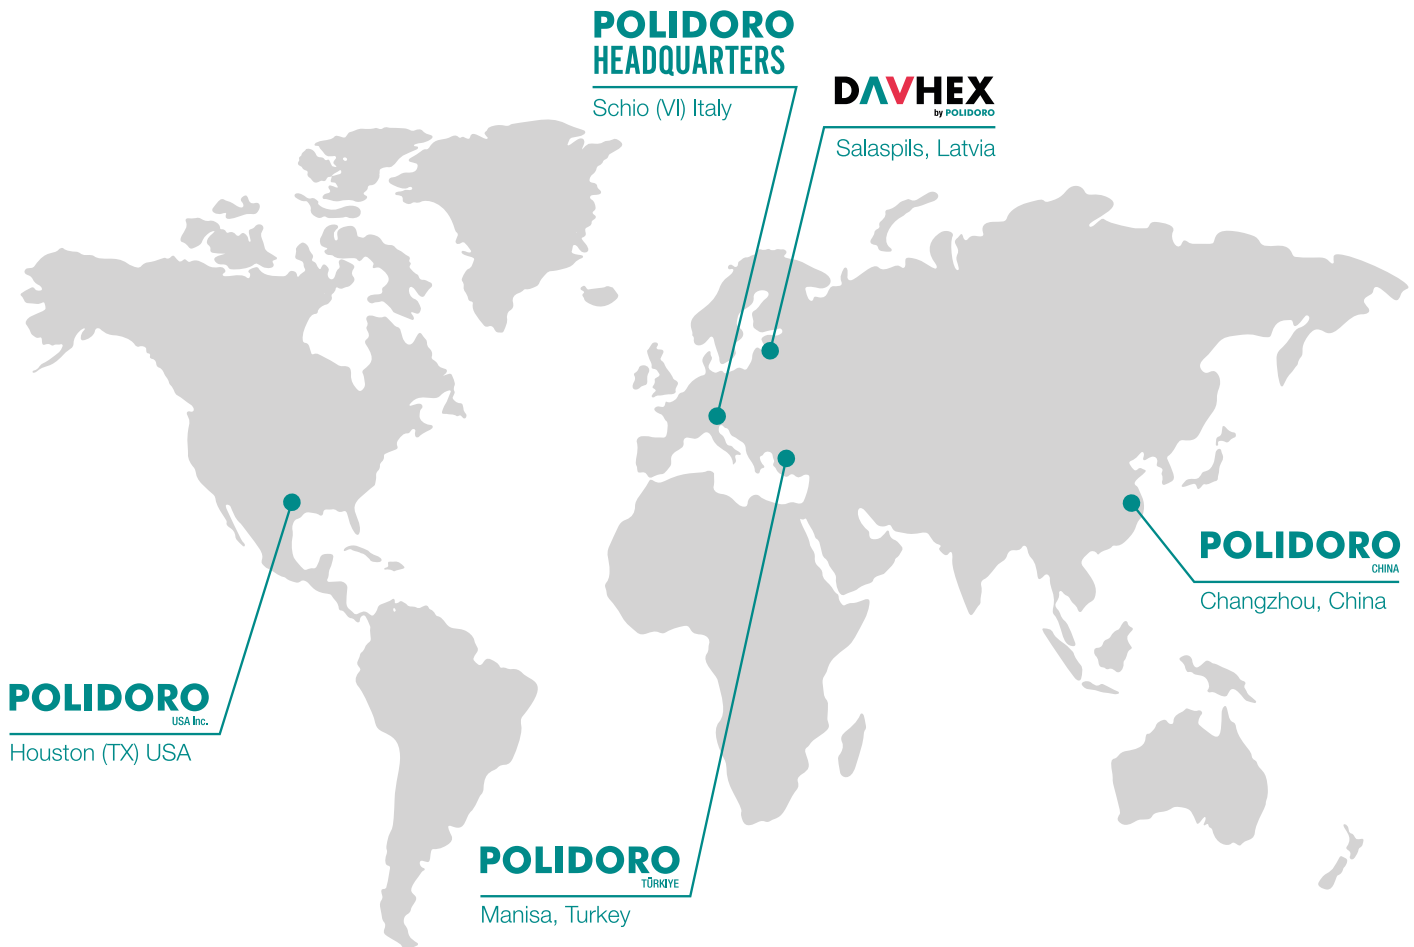 POLIDORO
HEADQUARTERS
Schio (VI) Italy
DAVHEX
by POLIDORO
Salaspils, Latvia
POLIDORO
CHINA
Changzhou, China
POLIDORO
USA Inc.
Houston (TX) USA
POLIDORO
TÜRKIYE
Manisa, Turkey